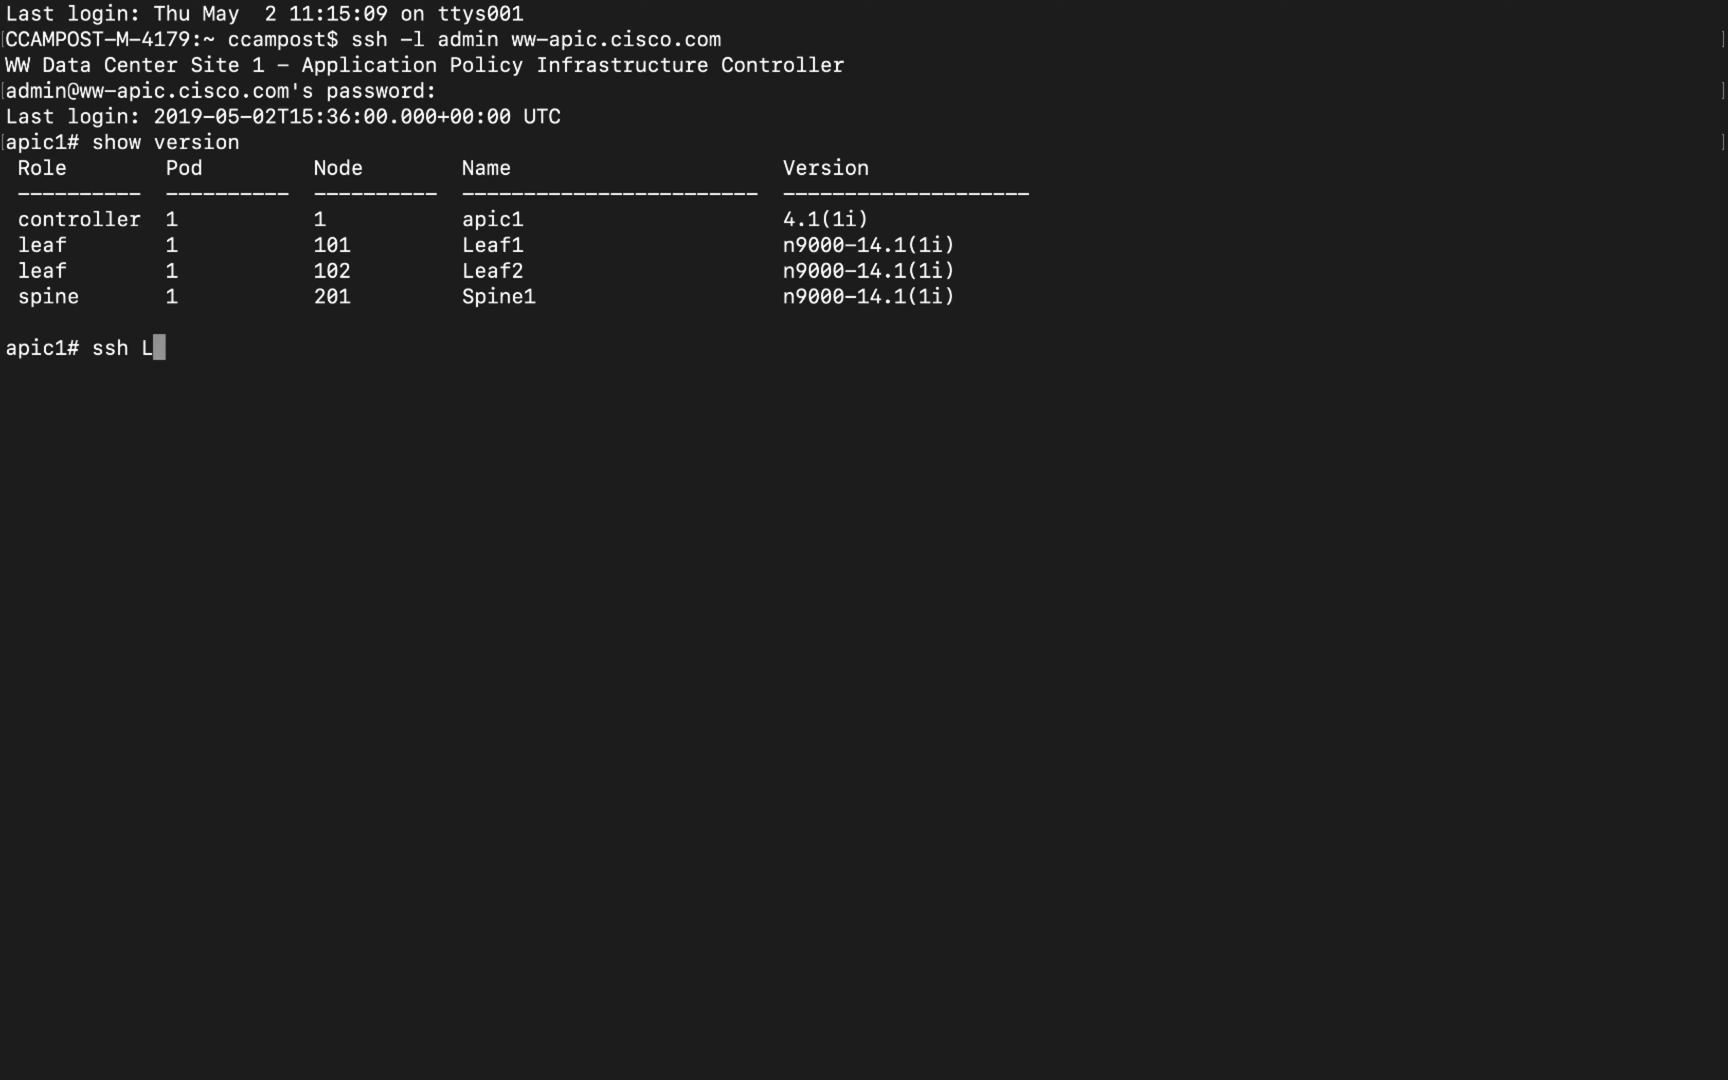 Last login: Thu May  2 11:15:09 on ttys001
[CCAMPOST-M-4179:~ ccampost$ ssh -l admin ww-apic.cisco.com ]
WW Data Center Site 1 - Application Policy Infrastructure Controller
[admin@ww-apic.cisco.com's password: ]
Last login: 2019-05-02T15:36:00.000+00:00 UTC
[apic1# show version ]
 Role        Pod         Node        Name                      Version
 ----------  ----------  ----------  ------------------------  --------------------
 controller  1           1           apic1                     4.1(1i)
 leaf        1           101         Leaf1                     n9000-14.1(1i)
 leaf        1           102         Leaf2                     n9000-14.1(1i)
 spine       1           201         Spine1                    n9000-14.1(1i)
apic1# ssh L